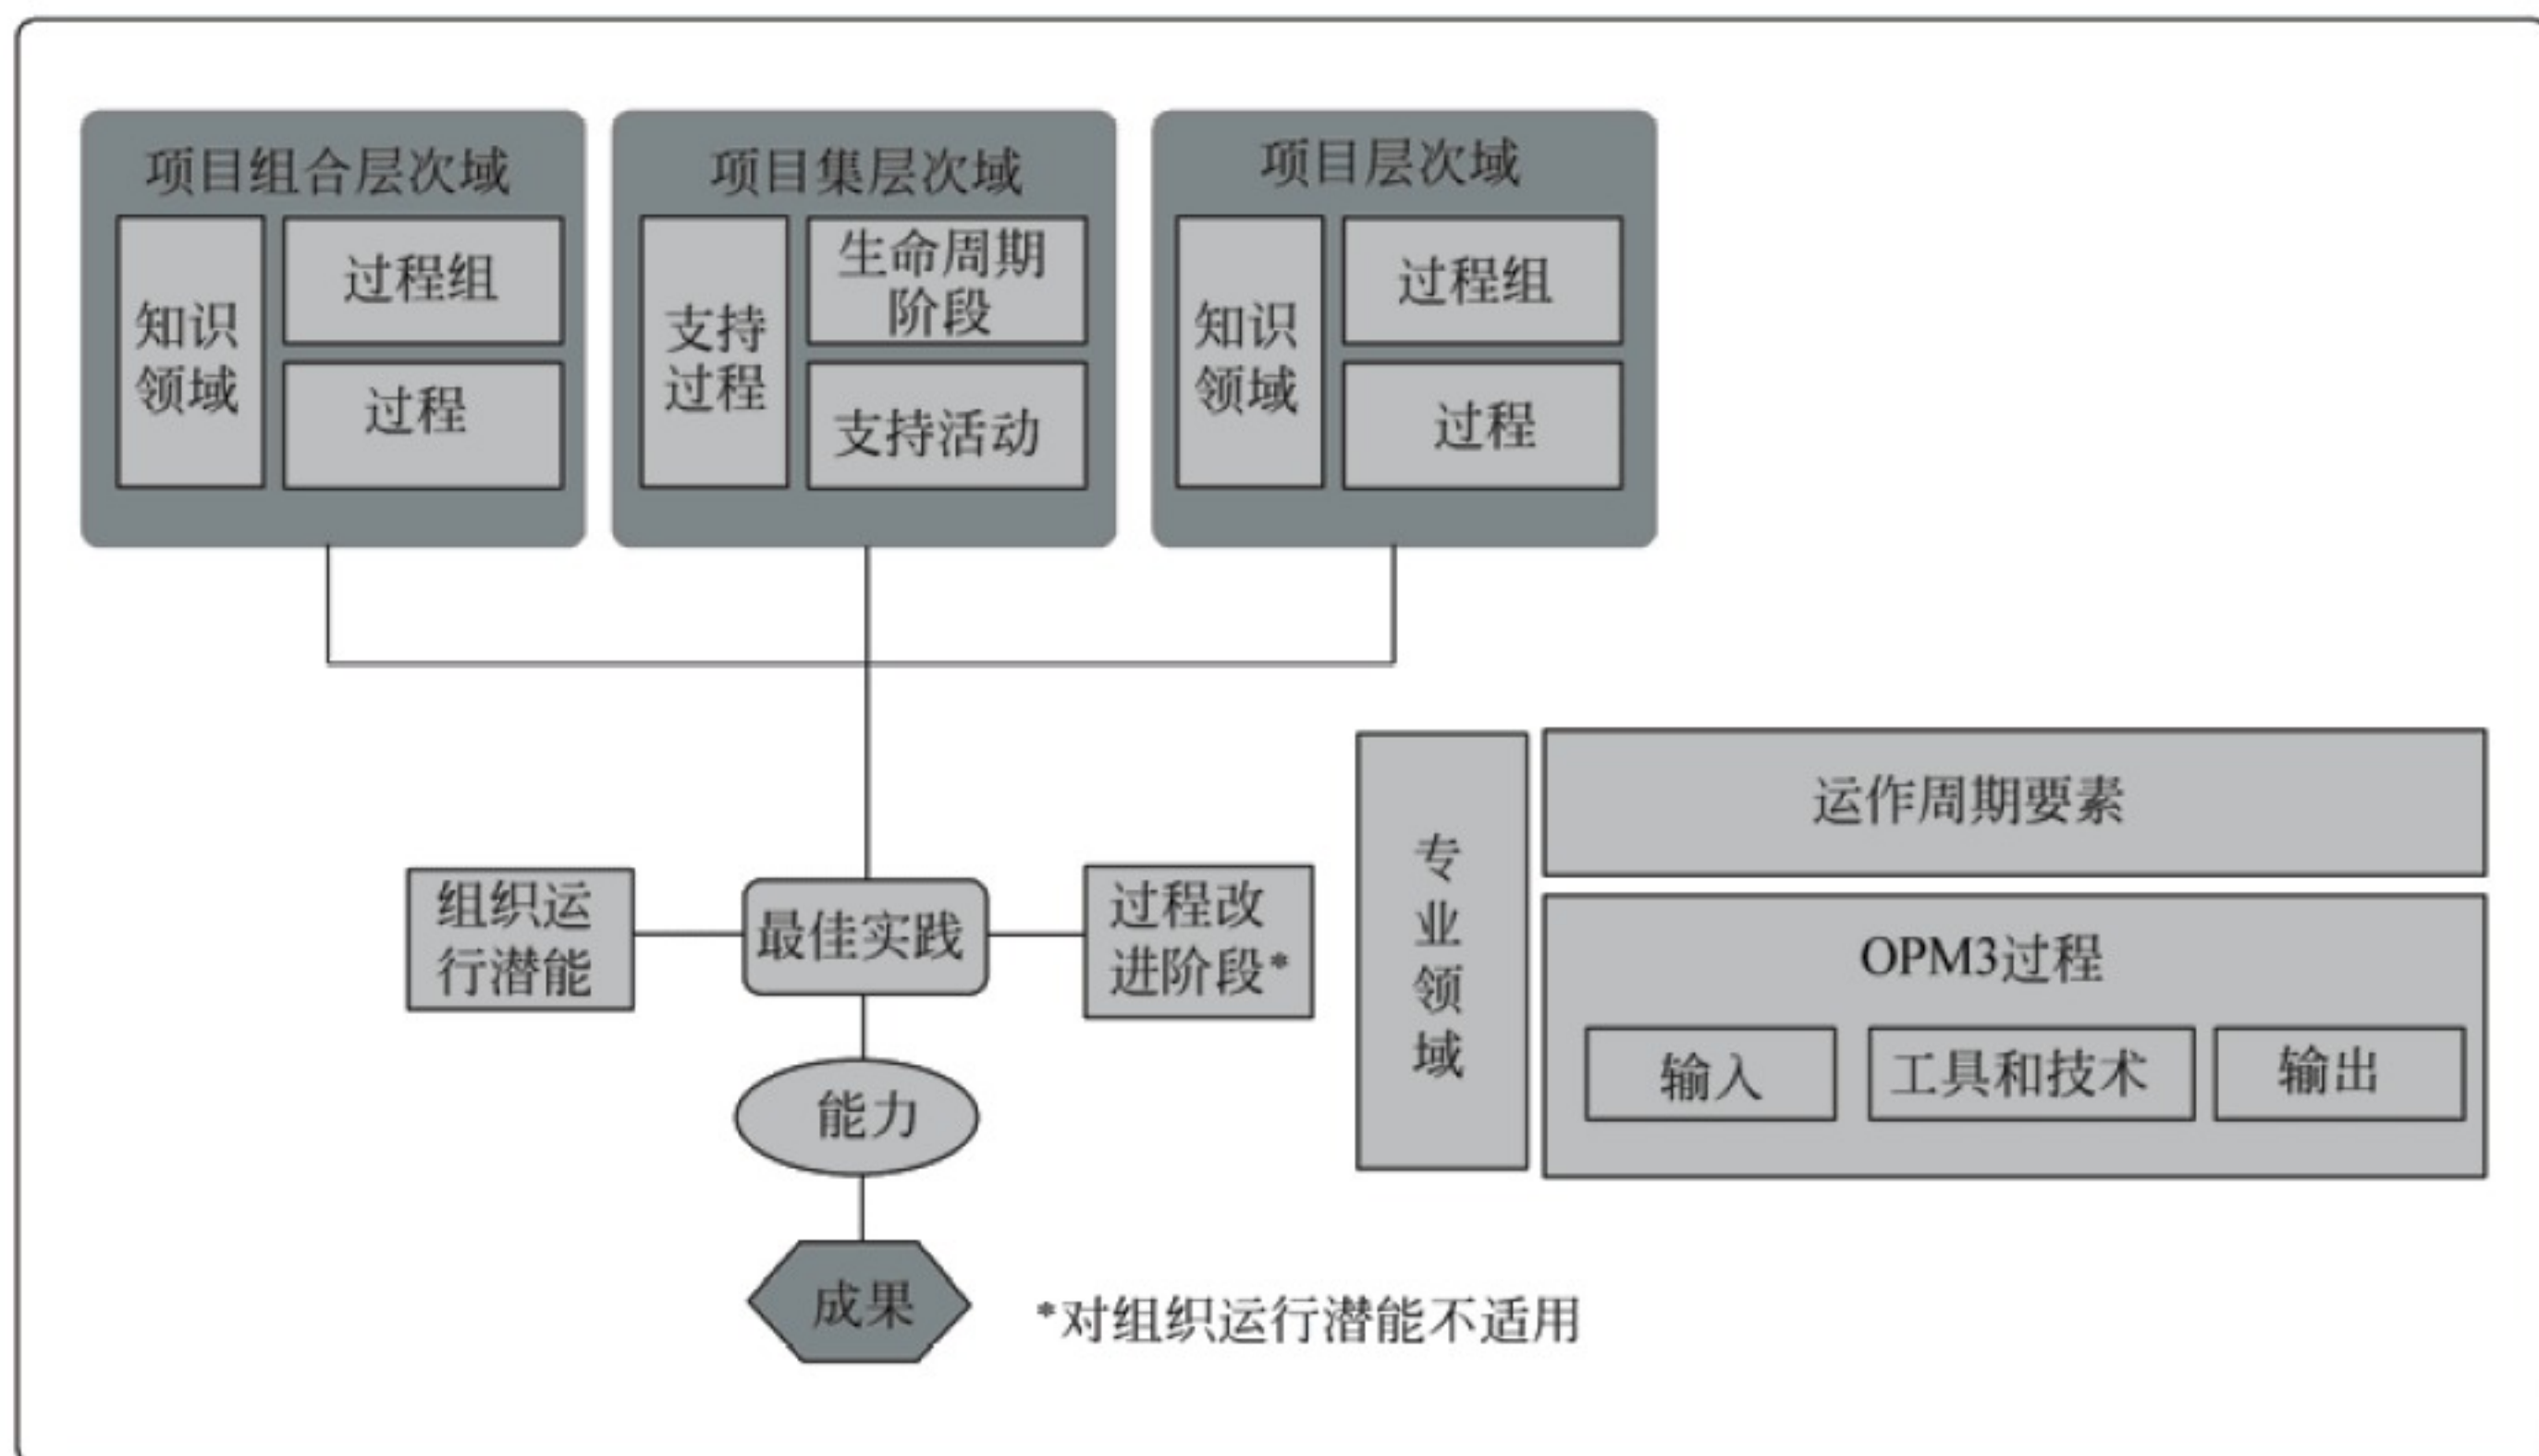 项目组合层次域
知识
领域
过程组
过程
项目集层次域
支持
过程
生命周期
阶段
支持活动
项目层次域
知识
领域
过程组
过程
组织运
行潜能
最佳实践
过程改
进阶段*
能力
成果
*对组织运行潜能不适用
专
业
领
域
运作周期要素
OPM3过程
输入
工具和技术
输出